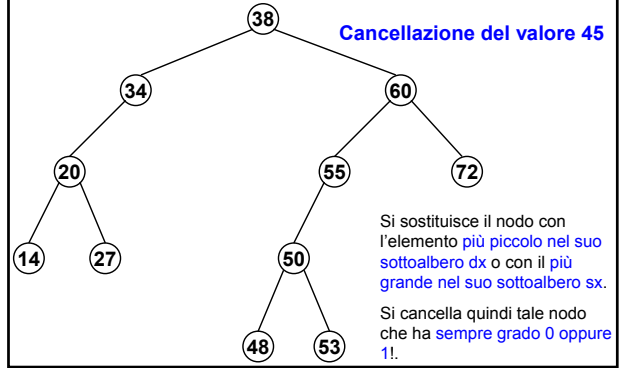 38
Cancellazione del valore 45
34
60
20
55
72
Si sostituisce il nodo con
l'elemento più piccolo nel suo
sottoalbero dx o con il più
grande nel suo sottoalbero sx.
14
27
50
Si cancella quindi tale nodo
che ha sempre grado 0 oppure
1!.
48
53